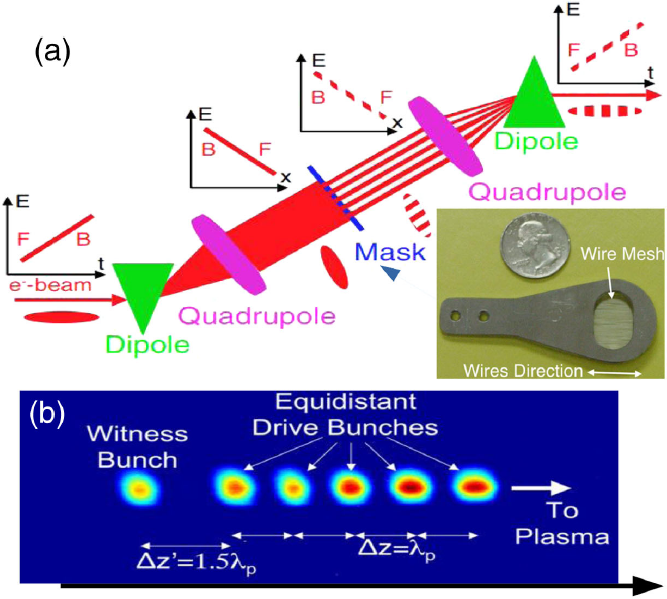 (a)
E
F
B
t
e⁻-beam
Dipole
E
B
F
x
Quadrupole
E
B
F
x
Mask
Quadrupole
Dipole
E
F
B
t
Wire Mesh
Wires Direction
(b)
Witness
Bunch
Equidistant
Drive Bunches
To
Plasma
Δz'=1.5λp
Δz=λp